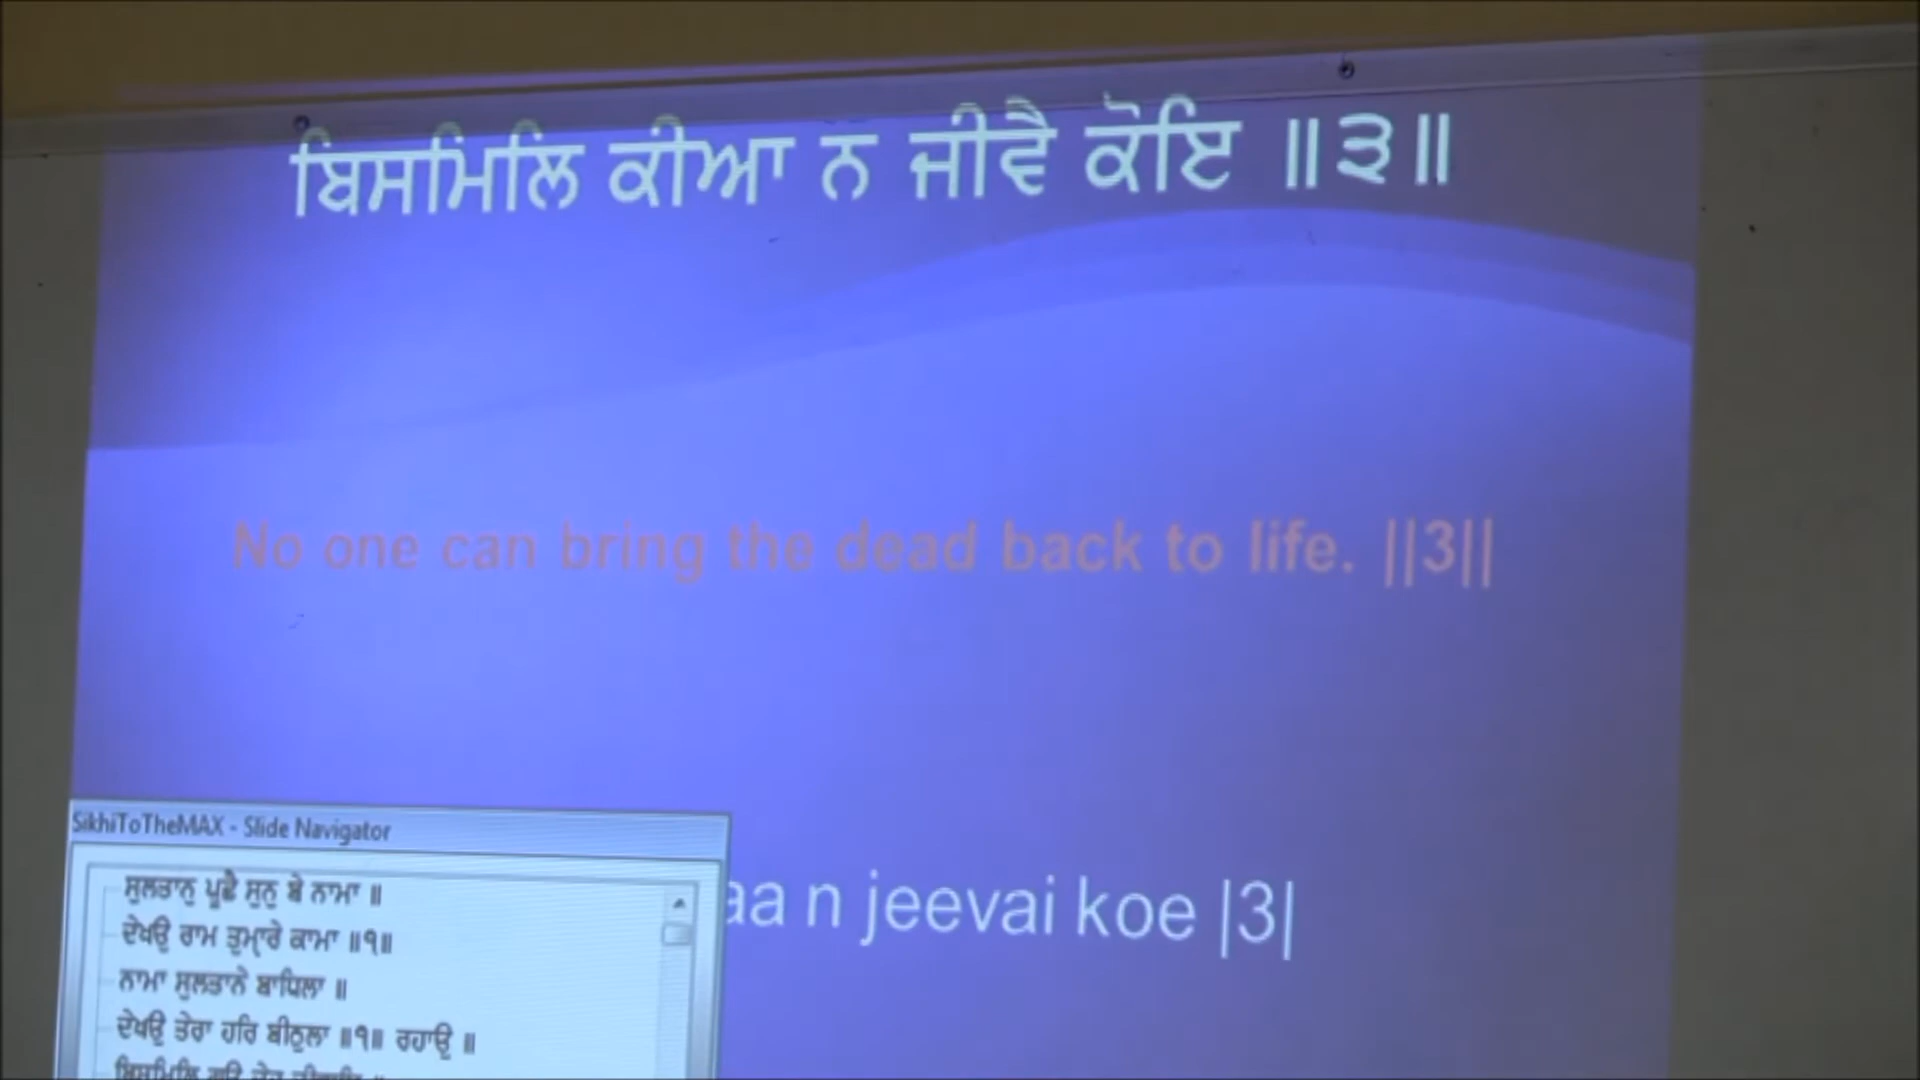 ਬਿਸਮਿਲਿ ਕੀਆ ਨ ਜੀਵੈ ਕੋਇ ॥੩॥
No one can bring the dead back to life. ||3||
aa n jeevai koe |3|
SikhiToTheMAX - Slide Navigator
ਸੁਲਤਾਨੁ ਪੂਛੈ ਸੁਨੁ ਬੇ ਨਾਮਾ ॥
ਦੇਖਉ ਰਾਮ ਤੁਮ੍ਹਾਰੇ ਕਾਮਾ ॥੧॥
ਨਾਮਾ ਸੁਲਤਾਨੇ ਬਾਧਿਲਾ ॥
ਦੇਖਉ ਤੇਰਾ ਹਰਿ ਬੀਠੁਲਾ ॥੧॥ ਰਹਾਉ ॥